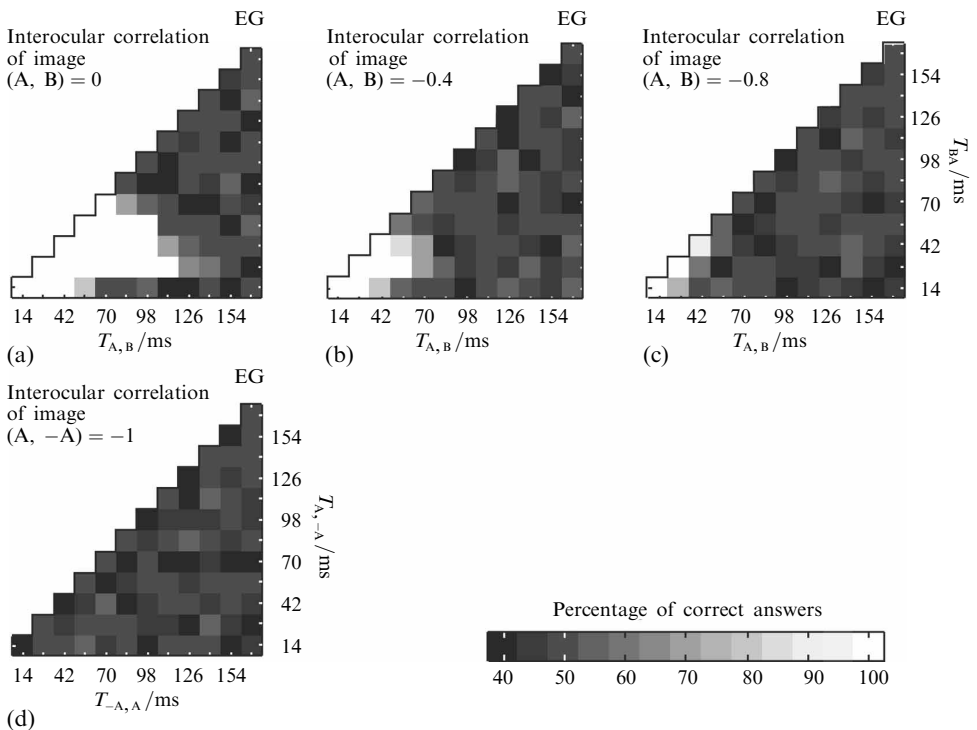 EG
Interocular correlation
of image
(A, B) = 0
14 42 70 98 126 154
T_A, B /ms
(a)
EG
Interocular correlation
of image
(A, B) = −0.4
14 42 70 98 126 154
T_A, B /ms
(b)
EG
Interocular correlation
of image
(A, B) = −0.8
154
126
98
70
42
14
T_BA /ms
14 42 70 98 126 154
T_A, B /ms
(c)
EG
Interocular correlation
of image
(A, −A) = −1
154
126
98
70
42
14
T_A, −A /ms
14 42 70 98 126 154
T_−A, A /ms
(d)
Percentage of correct answers
40 50 60 70 80 90 100